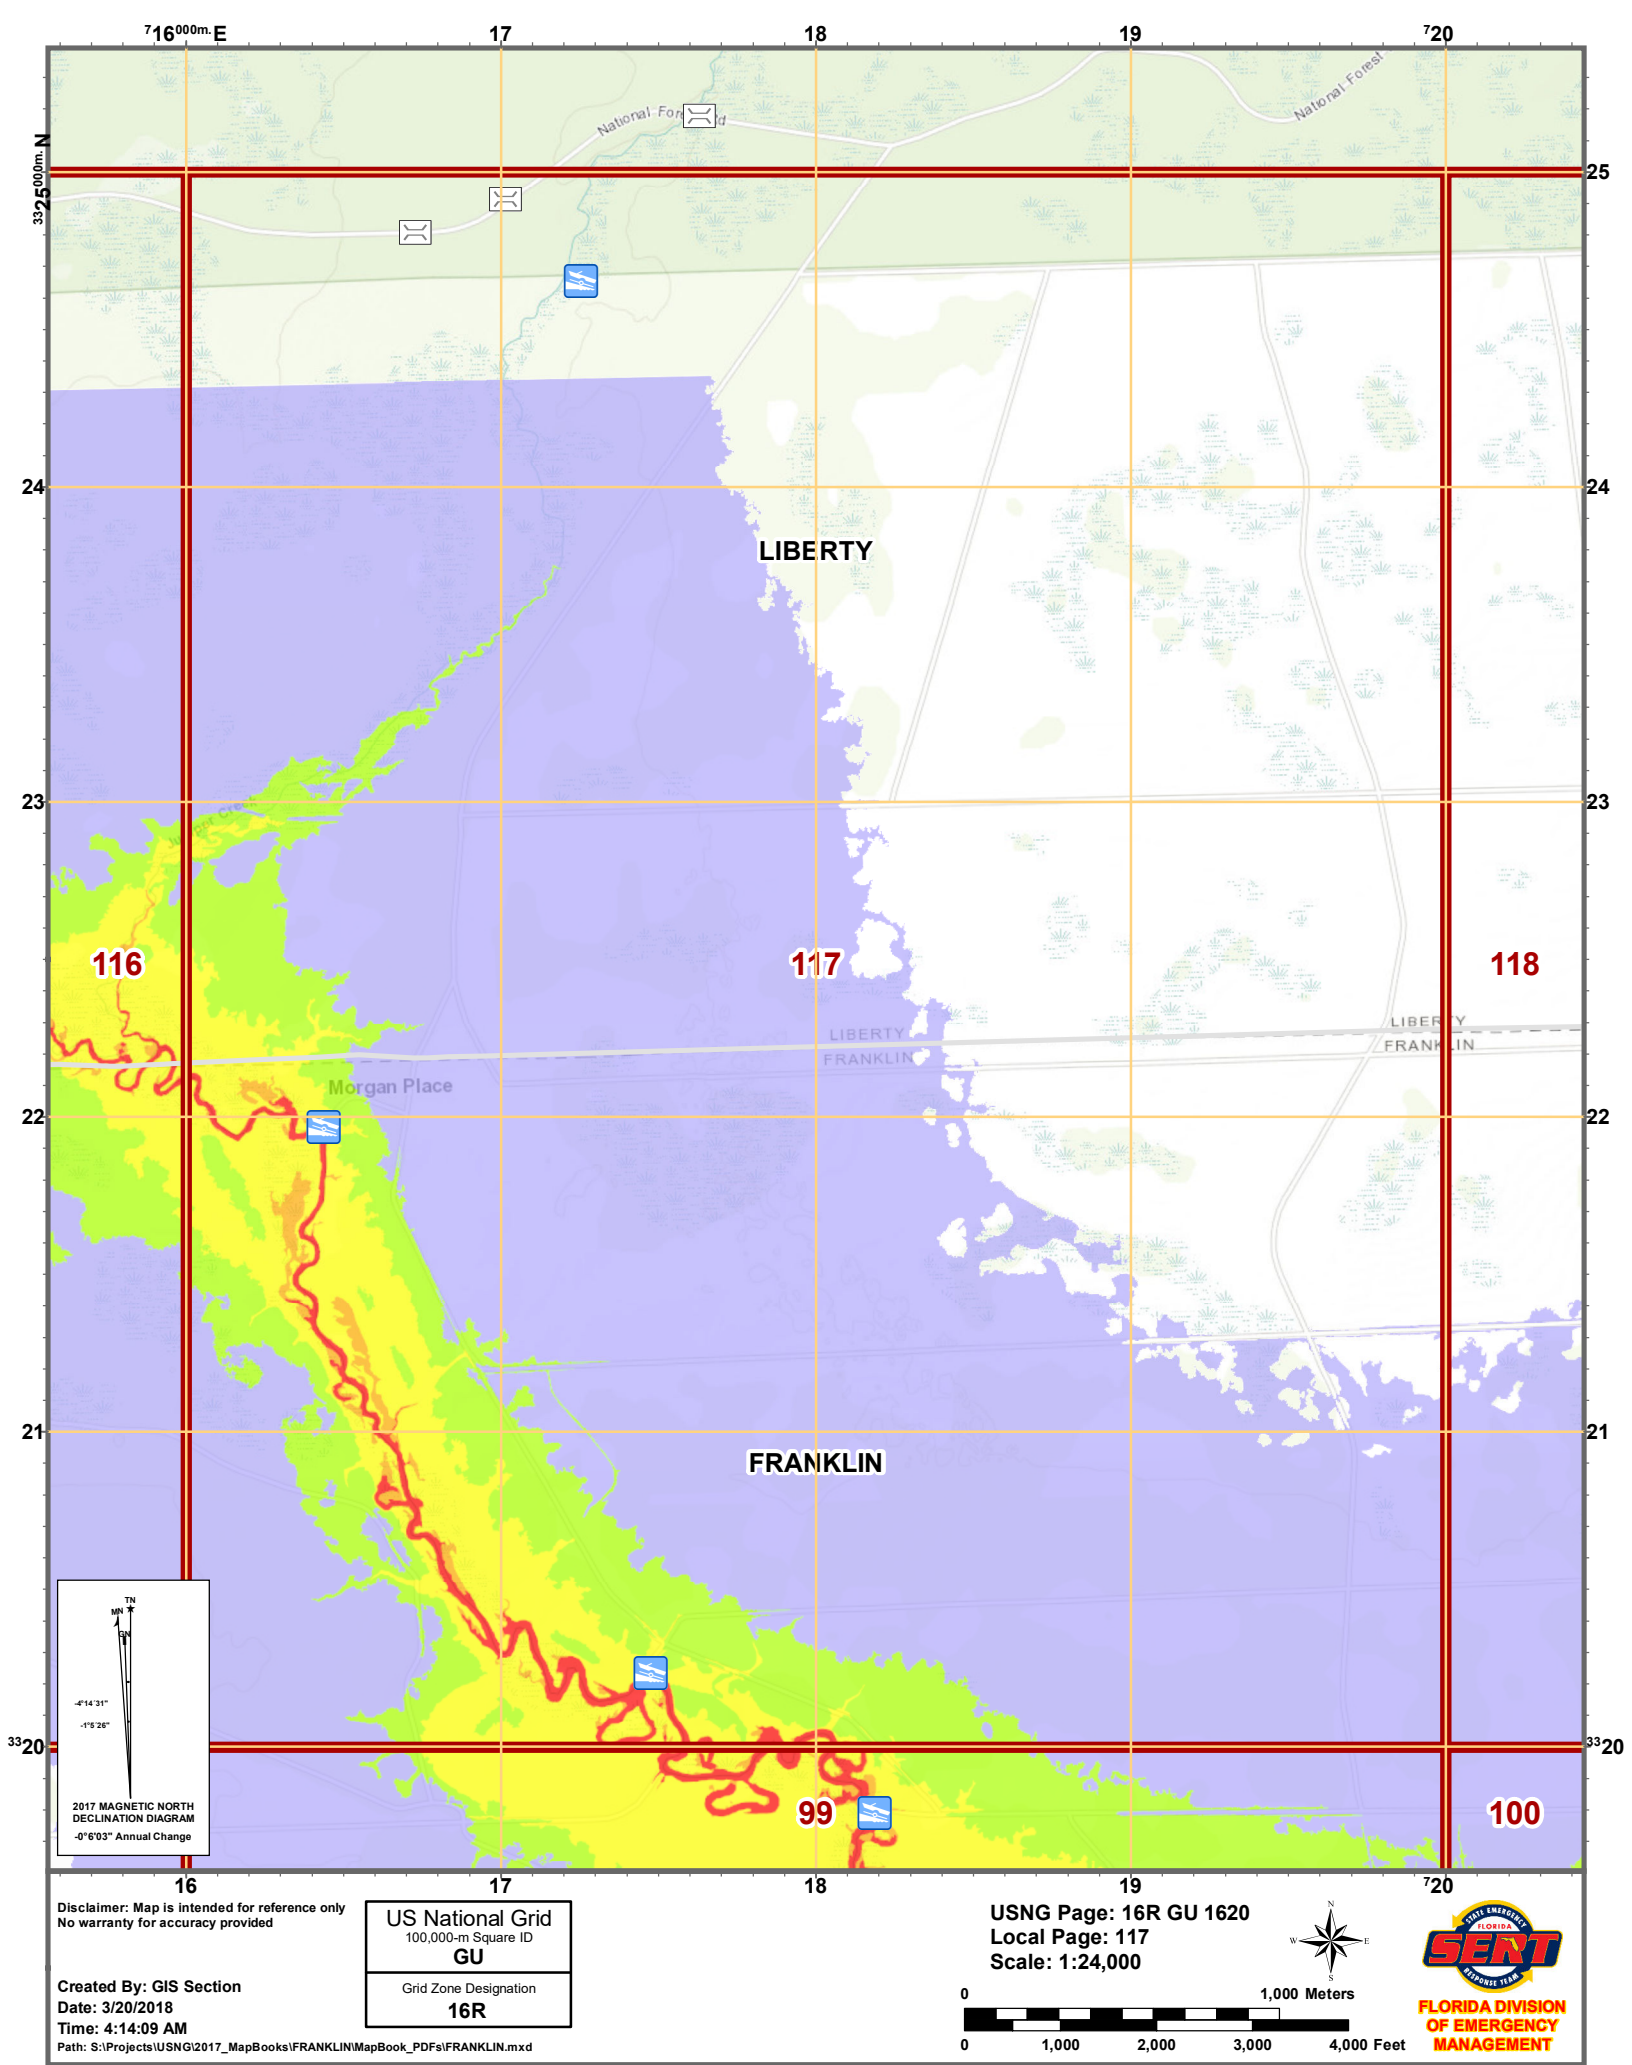 716000m. E 17 18 19 720
National Forest Rd
National Forest
3325000m. N 25
24 LIBERTY 24
23 23
Juniper Creek
116 117 118
LIBERTY LIBERTY
FRANKLIN FRANKLIN
Morgan Place
22 22
21 21
FRANKLIN
TN
MN
GN
-4°14'31"
-1°5'26"
2017 MAGNETIC NORTH
DECLINATION DIAGRAM
-0°6'03" Annual Change
3320 3320
99 100
16 17 18 19 720
Disclaimer: Map is intended for reference only
No warranty for accuracy provided
Created By: GIS Section
Date: 3/20/2018
Time: 4:14:09 AM
Path: S:\Projects\USNG\2017_MapBooks\FRANKLIN\MapBook_PDFs\FRANKLIN.mxd
US National Grid
100,000-m Square ID
GU
Grid Zone Designation
16R
USNG Page: 16R GU 1620
Local Page: 117
Scale: 1:24,000
0 1,000 Meters
0 1,000 2,000 3,000 4,000 Feet
N
W E
S
STATE EMERGENCY
FLORIDA
SERT
RESPONSE TEAM
FLORIDA DIVISION
OF EMERGENCY
MANAGEMENT